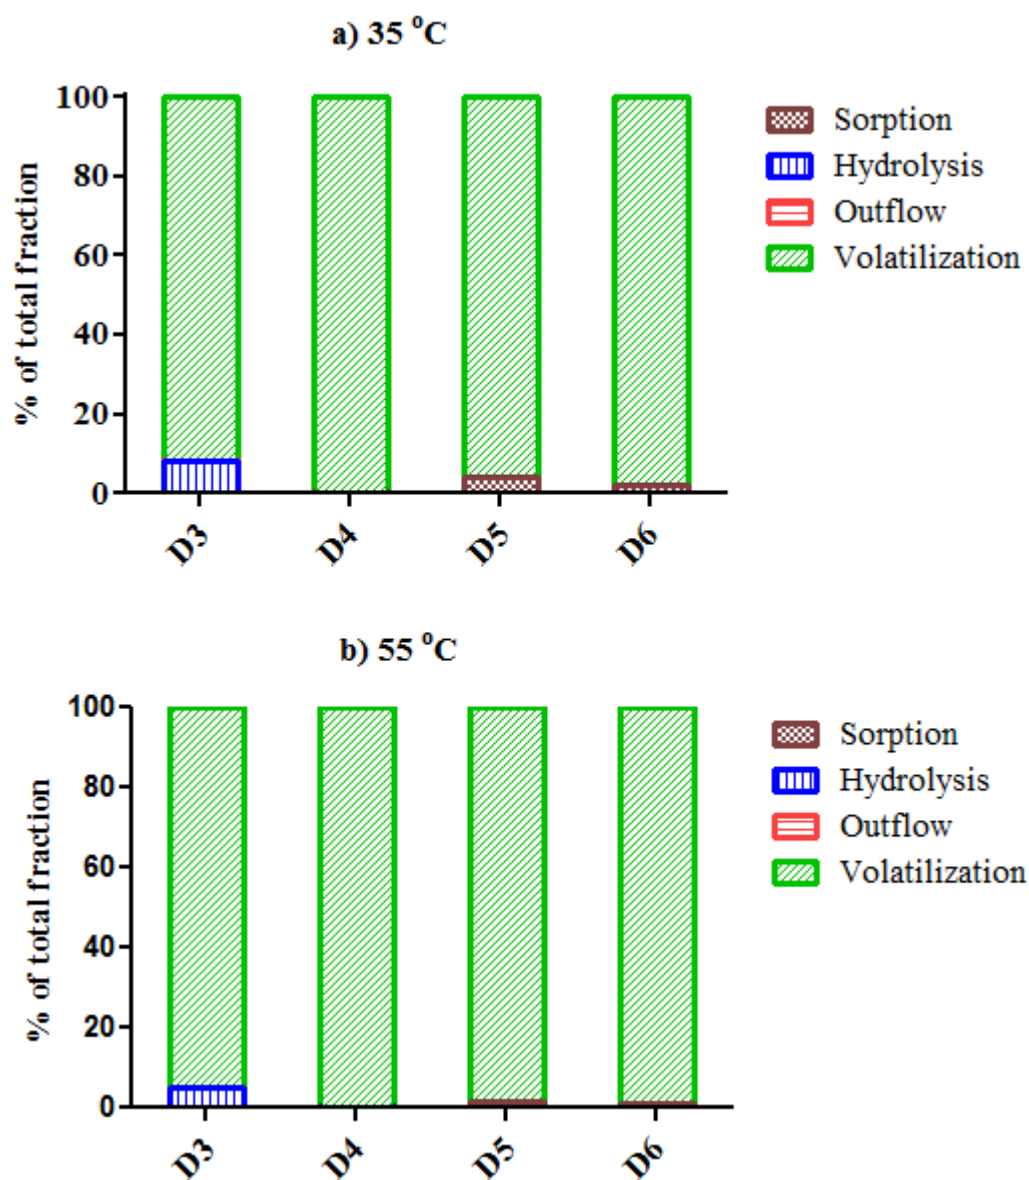 a) 35 °C
% of total fraction
100
80
60
40
20
0
D3
D4
D5
D6
Sorption
Hydrolysis
Outflow
Volatilization
b) 55 °C
% of total fraction
100
80
60
40
20
0
D3
D4
D5
D6
Sorption
Hydrolysis
Outflow
Volatilization